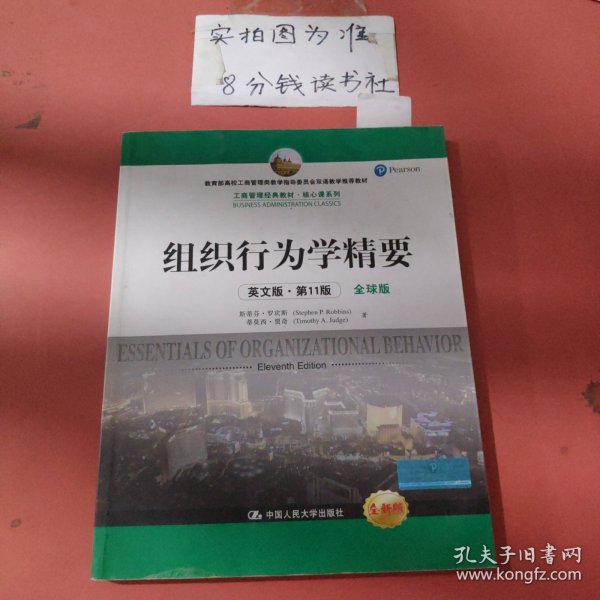 实拍图为准
8分钱读书社
Pearson
教育部高校工商管理类教学指导委员会双语教学推荐教材
工商管理经典教材·核心课系列
BUSINESS ADMINISTRATION CLASSICS
组织行为学精要
英文版·第11版 全球版
斯蒂芬·罗宾斯 (Stephen P. Robbins)
蒂莫西·贾奇 (Timothy A. Judge) 著
ESSENTIALS OF ORGANIZATIONAL BEHAVIOR
Eleventh Edition
中国人民大学出版社
全新版
孔夫子旧书网
www.kongfz.com